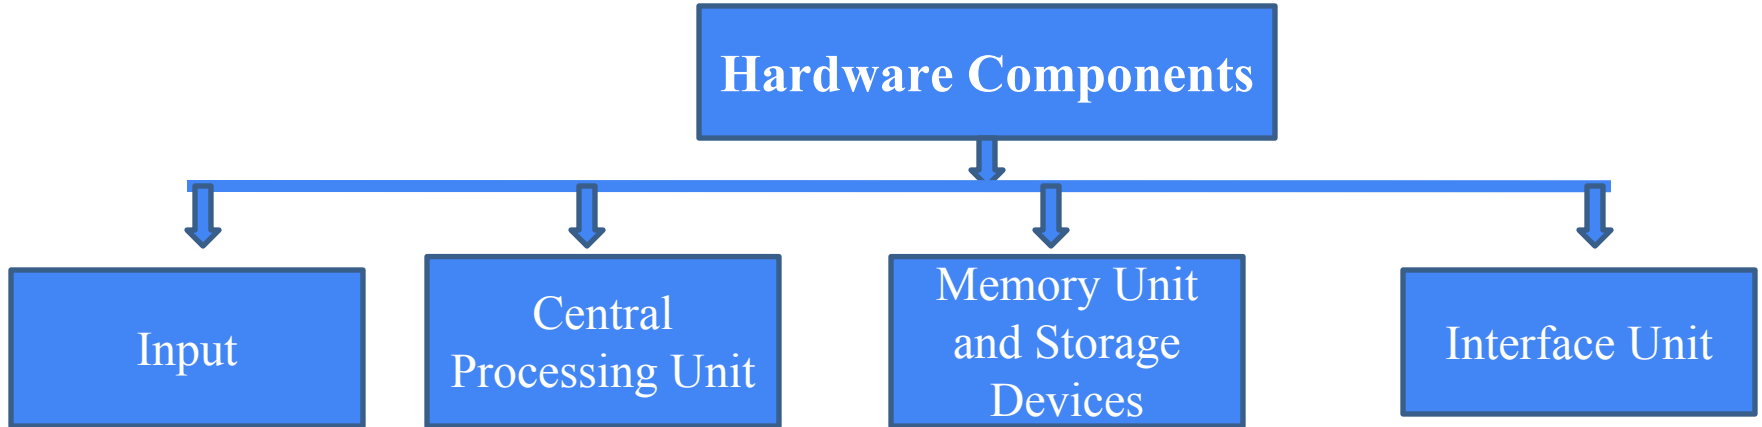 Hardware Components
Input
Central
Processing Unit
Memory Unit
and Storage
Devices
Interface Unit